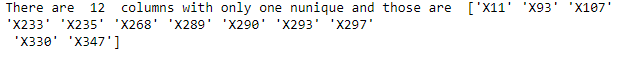 There are  12  columns with only one nunique and those are  ['X11' 'X93' 'X107'
'X233' 'X235' 'X268' 'X289' 'X290' 'X293' 'X297'
 'X330' 'X347']